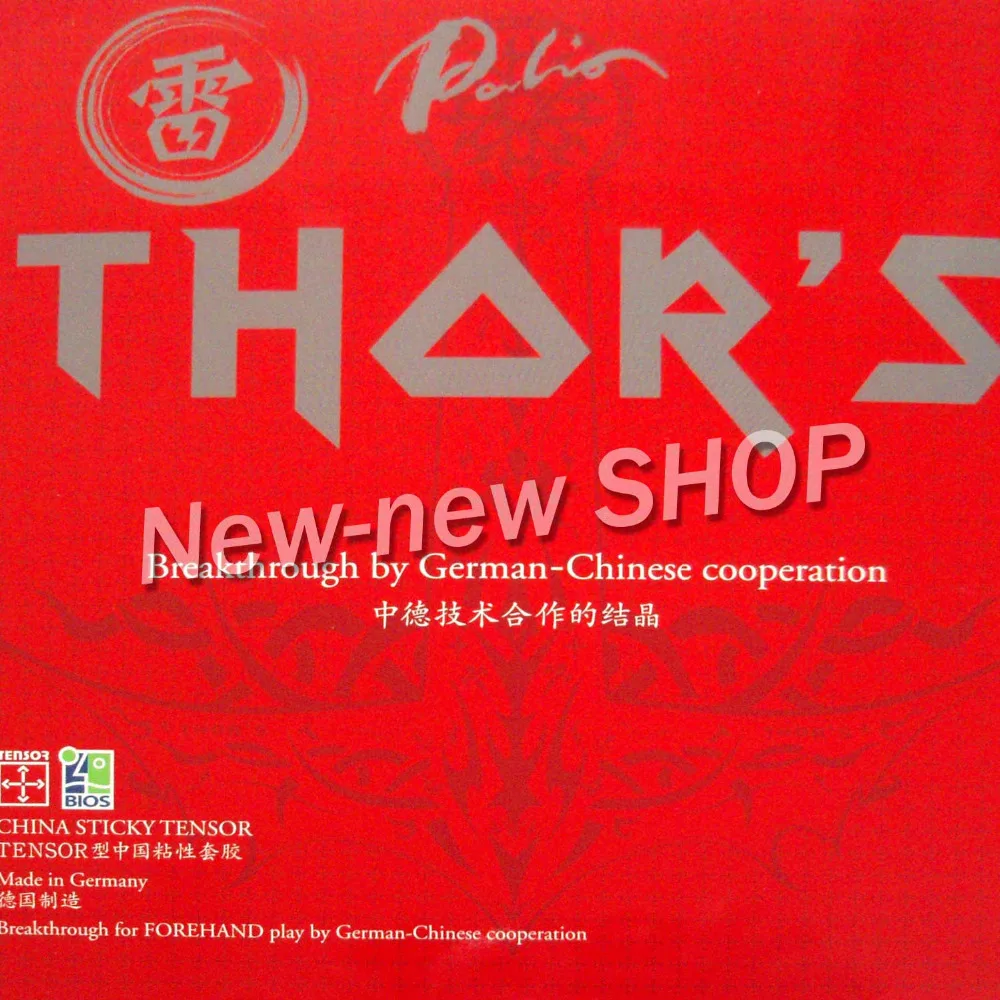 雷
Palio
THOR'S
New-new SHOP
Breakthrough by German-Chinese cooperation
中德技术合作的结晶
TENSOR
BIOS
CHINA STICKY TENSOR
TENSOR型中国粘性套胶
Made in Germany
德国制造
Breakthrough for FOREHAND play by German-Chinese cooperation